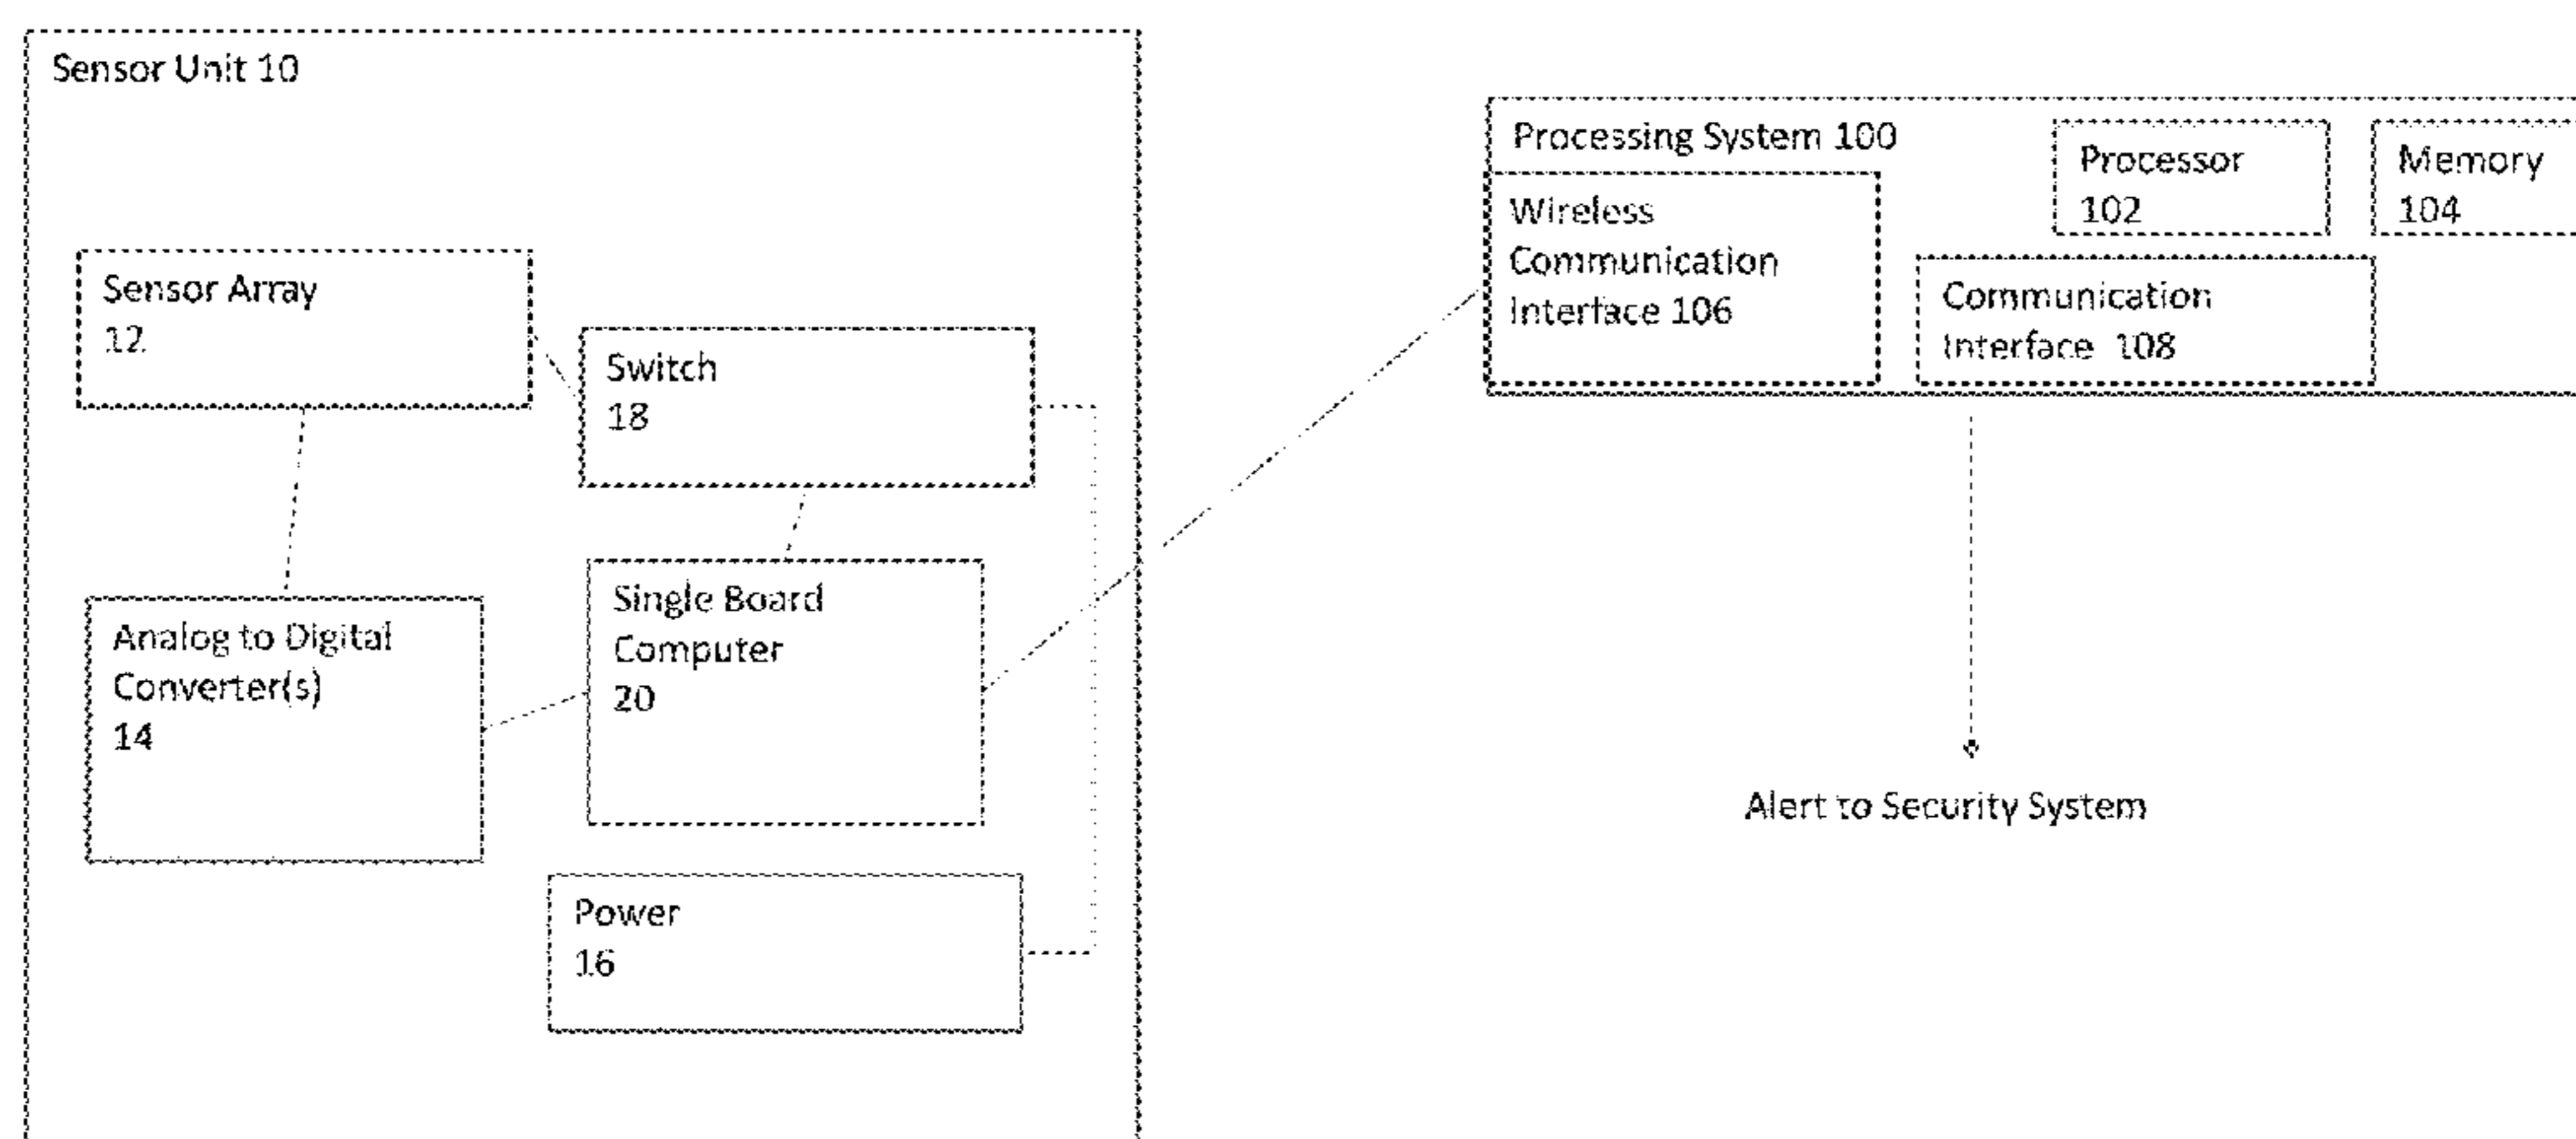 Sensor Unit 10
Sensor Array
12
Switch
18
Analog to Digital
Converter(s)
14
Single Board
Computer
20
Power
16
Processing System 100
Wireless
Communication
Interface 106
Processor
102
Memory
104
Communication
Interface 108
Alert to Security System